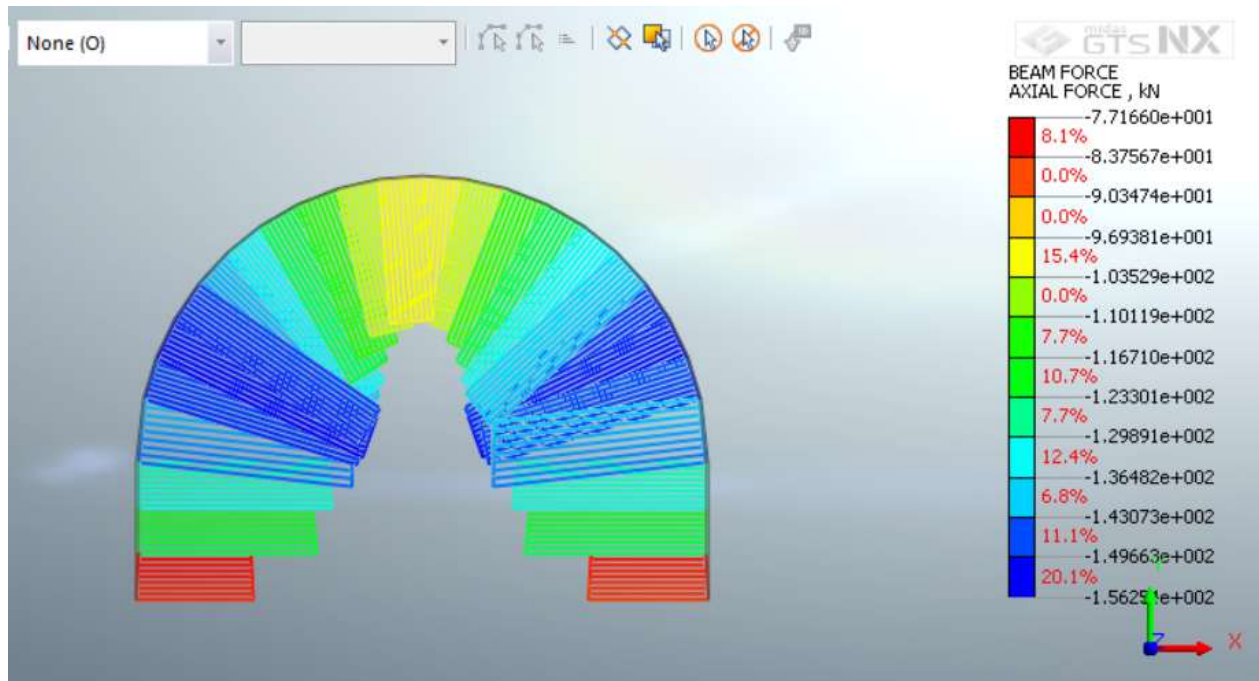 None (O)
midas
GTS NX
BEAM FORCE
AXIAL FORCE , kN
-7.71660e+001
8.1%
-8.37567e+001
0.0%
-9.03474e+001
0.0%
-9.69381e+001
15.4%
-1.03529e+002
0.0%
-1.10119e+002
7.7%
-1.16710e+002
10.7%
-1.23301e+002
7.7%
-1.29891e+002
12.4%
-1.36482e+002
6.8%
-1.43073e+002
11.1%
-1.49663e+002
20.1%
Z
X